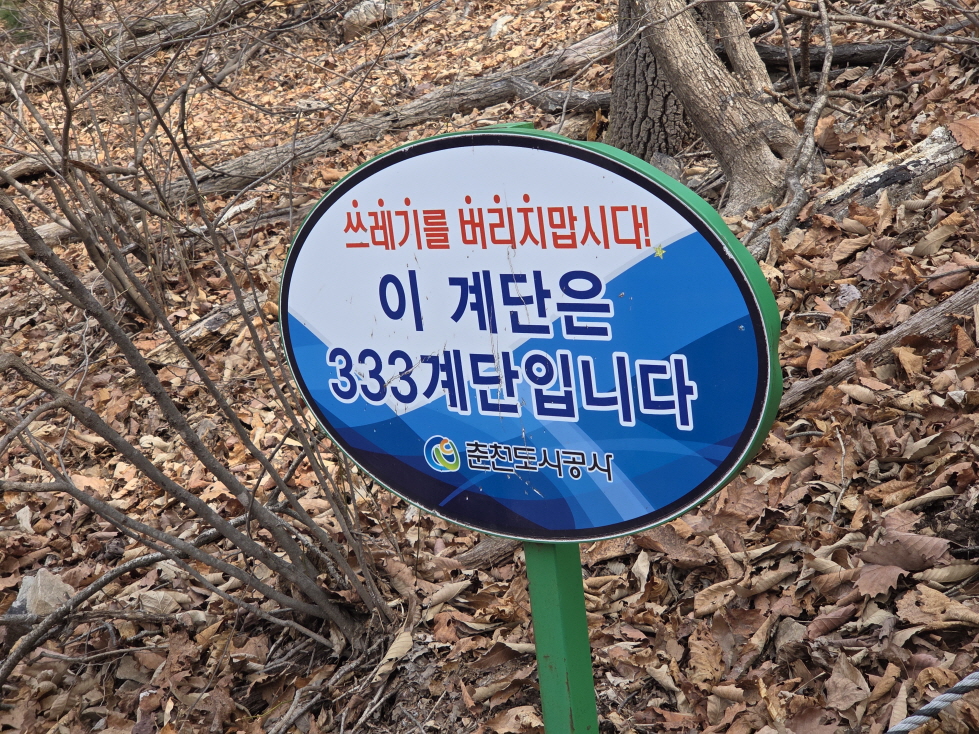 쓰레기를 버리지맙시다!
이 계단은
333계단입니다
춘천도시공사